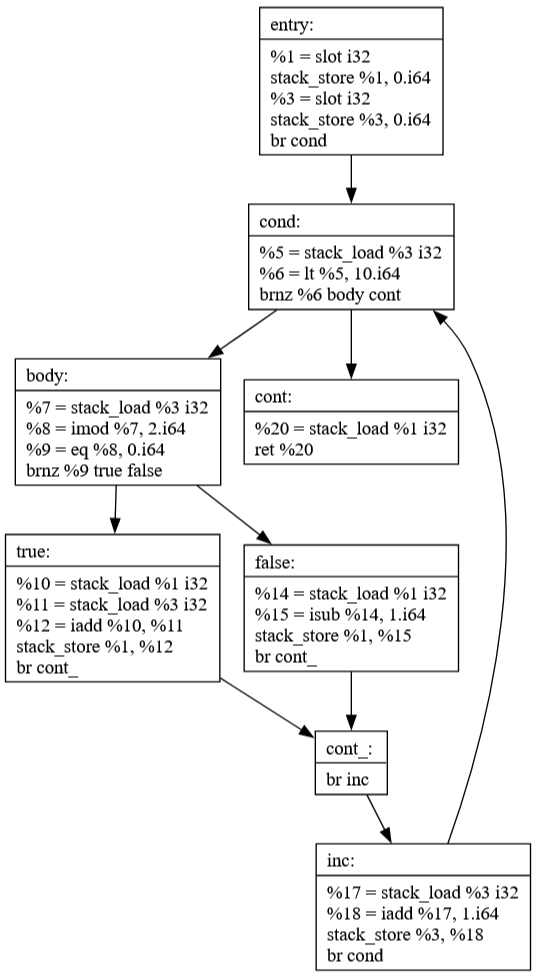 entry:
%1 = slot i32
stack_store %1, 0.i64
%3 = slot i32
stack_store %3, 0.i64
br cond
cond:
%5 = stack_load %3 i32
%6 = lt %5, 10.i64
brnz %6 body cont
body:
%7 = stack_load %3 i32
%8 = imod %7, 2.i64
%9 = eq %8, 0.i64
brnz %9 true false
cont:
%20 = stack_load %1 i32
ret %20
true:
%10 = stack_load %1 i32
%11 = stack_load %3 i32
%12 = iadd %10, %11
stack_store %1, %12
br cont_
false:
%14 = stack_load %1 i32
%15 = isub %14, 1.i64
stack_store %1, %15
br cont_
cont_:
br inc
inc:
%17 = stack_load %3 i32
%18 = iadd %17, 1.i64
stack_store %3, %18
br cond